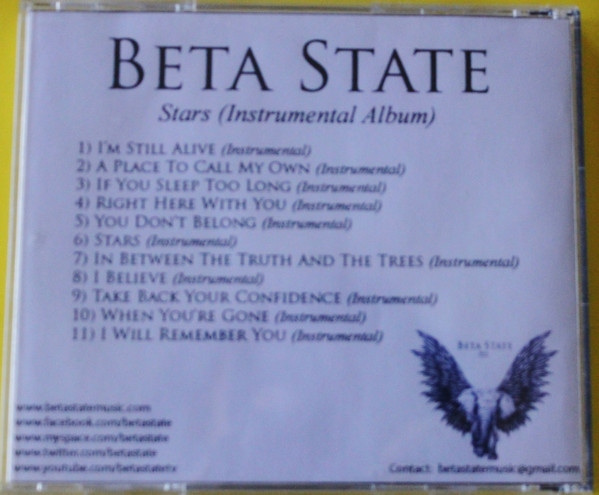 BETA STATE
Stars (Instrumental Album)
1) I'M STILL ALIVE (Instrumental)
2) A PLACE TO CALL MY OWN (Instrumental)
3) IF YOU SLEEP TOO LONG (Instrumental)
4) RIGHT HERE WITH YOU (Instrumental)
5) YOU DON'T BELONG (Instrumental)
6) STARS (Instrumental)
7) IN BETWEEN THE TRUTH AND THE TREES (Instrumental)
8) I BELIEVE (Instrumental)
9) TAKE BACK YOUR CONFIDENCE (Instrumental)
10) WHEN YOU'RE GONE (Instrumental)
11) I WILL REMEMBER YOU (Instrumental)
BETA STATE
www.betastatemusic.com
www.facebook.com/betastate
www.myspace.com/betastate
www.twitter.com/betastate
www.youtube.com/betastatetx
Contact: betastatemusic@gmail.com